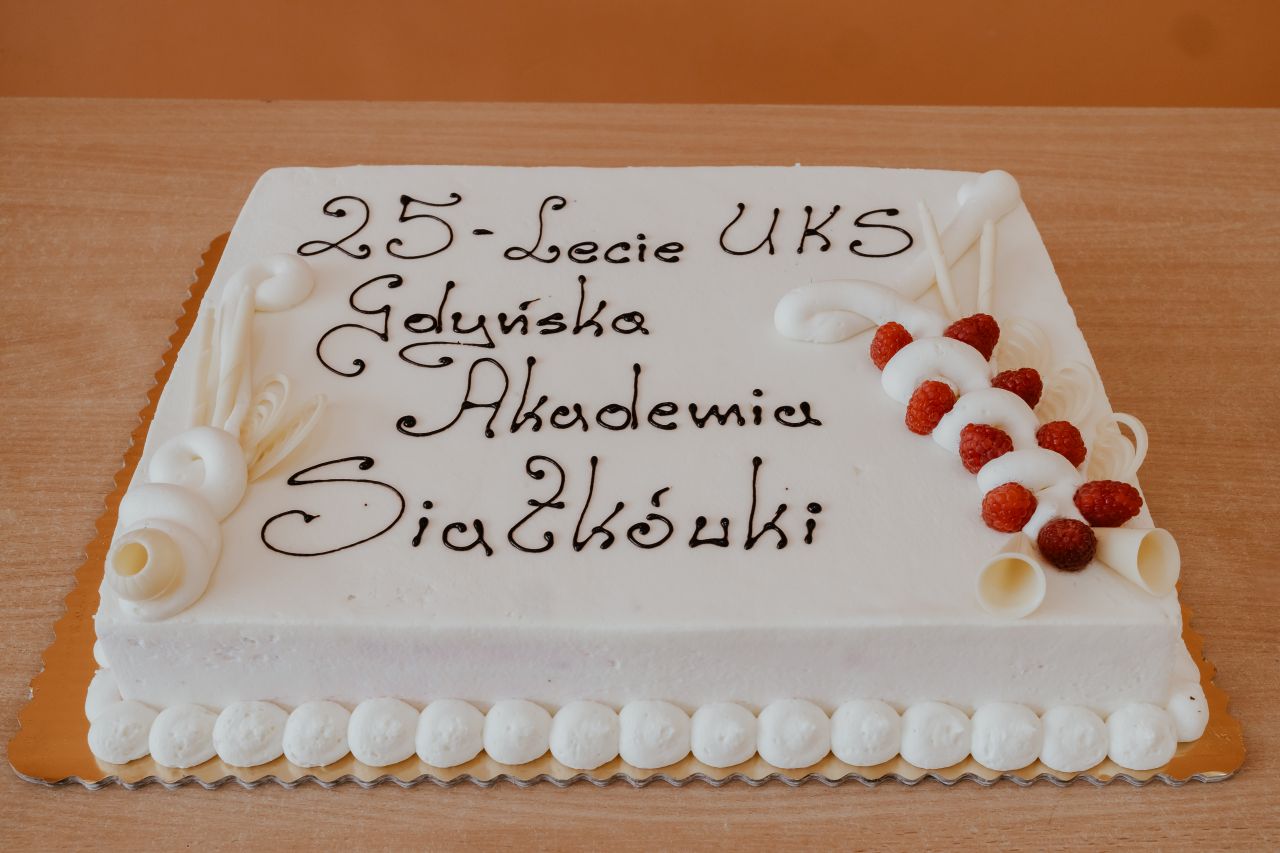 25-Lecie UKS
Gdyńska
Akademia
Siatkówki